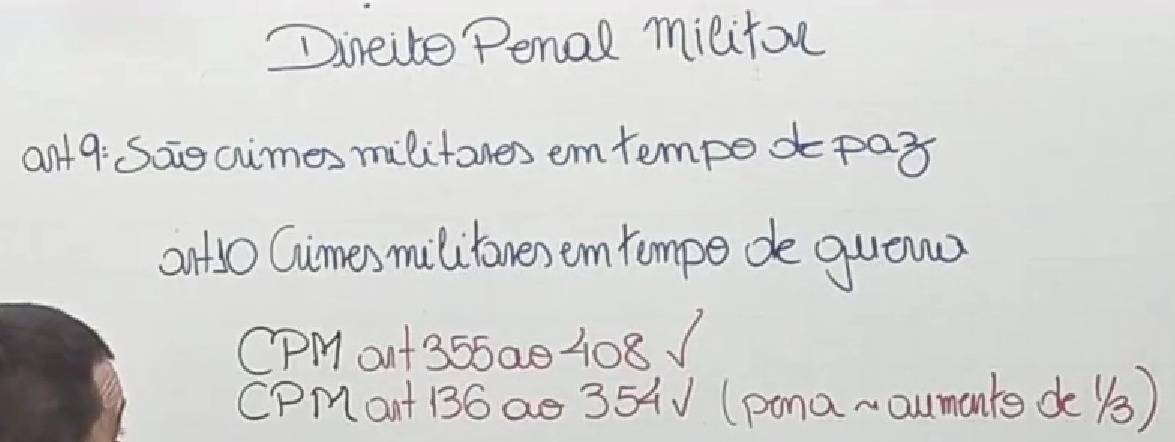 Direito Penal Militar
art 9: São crimes militares em tempo de paz
art 10 Crimes militares em tempo de guerra
CPM art 355 ao 408 √
CPM art 136 ao 354 √ (pena ~ aumento de 1/3)